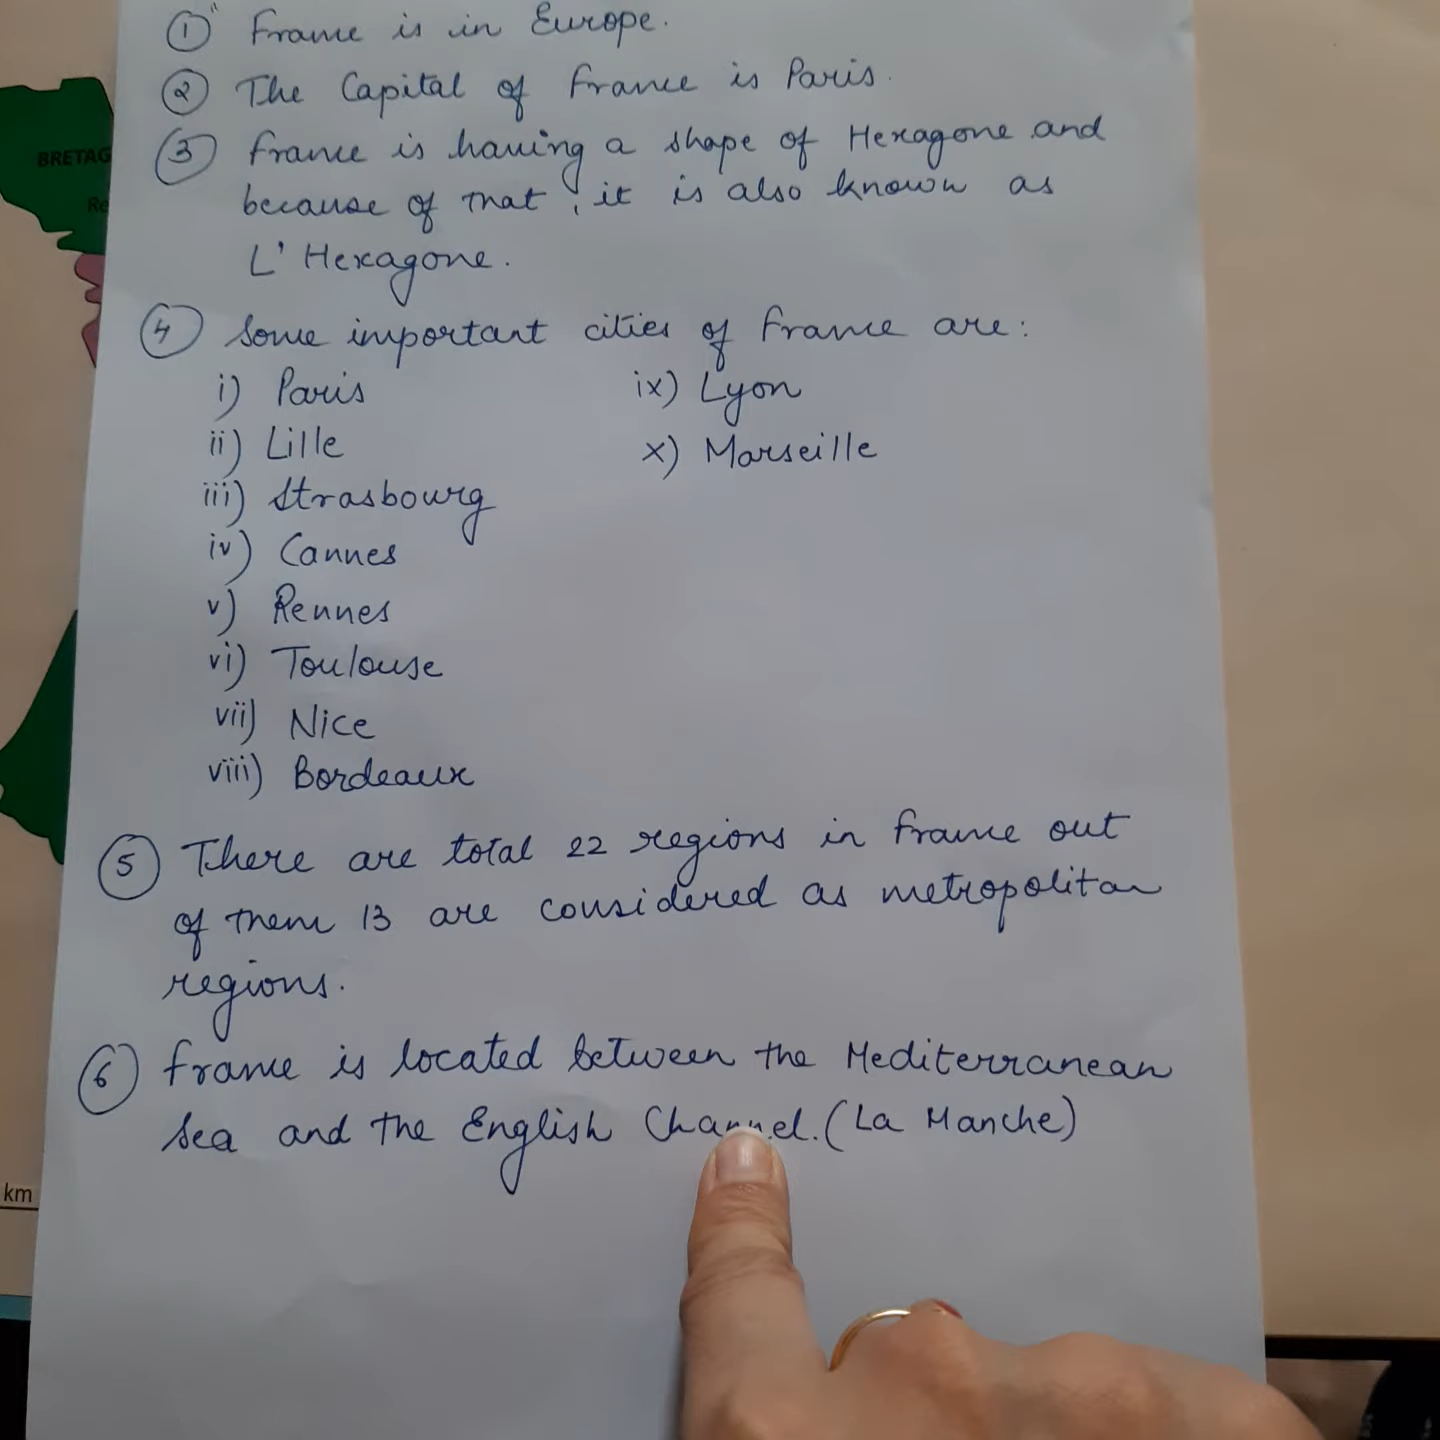 ① France is in Europe.
② The Capital of France is Paris.
③ France is having a shape of Hexagone and
because of that, it is also known as
L' Hexagone.
④ Some important cities of France are:
i) Paris
ii) Lille
iii) Strasbourg
iv) Cannes
v) Rennes
vi) Toulouse
vii) Nice
viii) Bordeaux
ix) Lyon
x) Marseille
⑤ There are total 22 regions in France out
of them 13 are considered as metropolitan
regions.
⑥ France is located between the Mediterranean
Sea and the English Channel. (La Manche)
BRETAG
Re
km